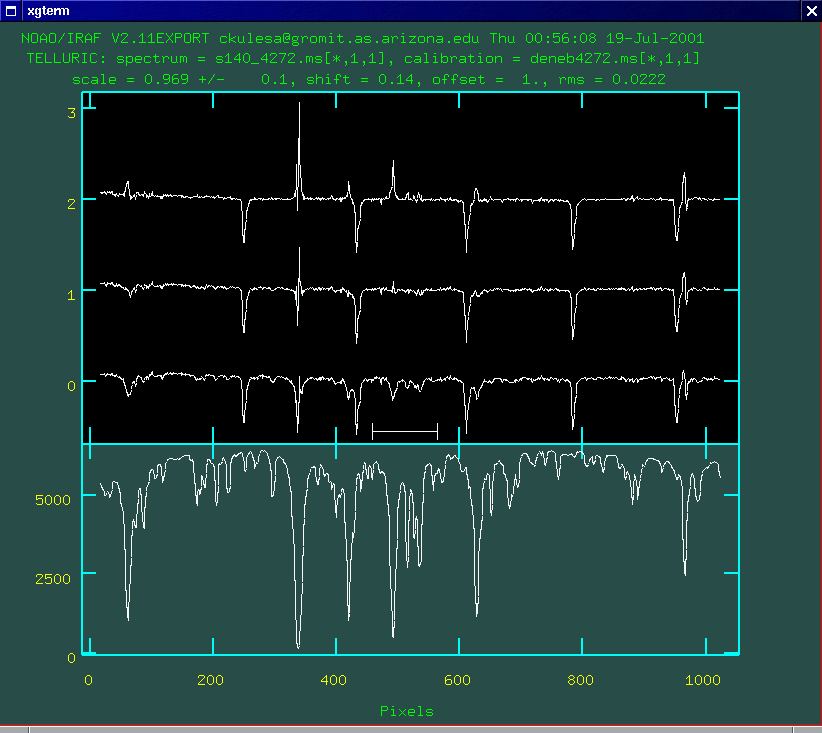 xgterm
NOAO/IRAF V2.11EXPORT ckulesa@gromit.as.arizona.edu Thu 00:56:08 19-Jul-2001
TELLURIC: spectrum = s140_4272.ms[*,1,1], calibration = deneb4272.ms[*,1,1]
scale = 0.969 +/- 0.1, shift = 0.14, offset = 1., rms = 0.0222
3
2
1
0
5000
2500
0
0 200 400 600 800 1000
Pixels